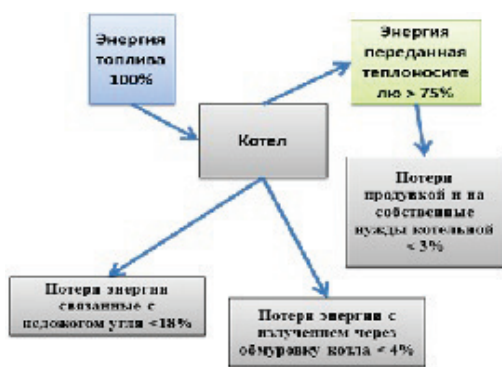 Энергия
топлива
100%
Энергия
переданная
теплоносите
лю > 75%
Котел
Потери
продувкой и на
собственные
нужды котельной
< 3%
Потери энергии
связанные с
недожогом угля <18%
Потери энергии с
излучением через
обмуровку котла < 4%